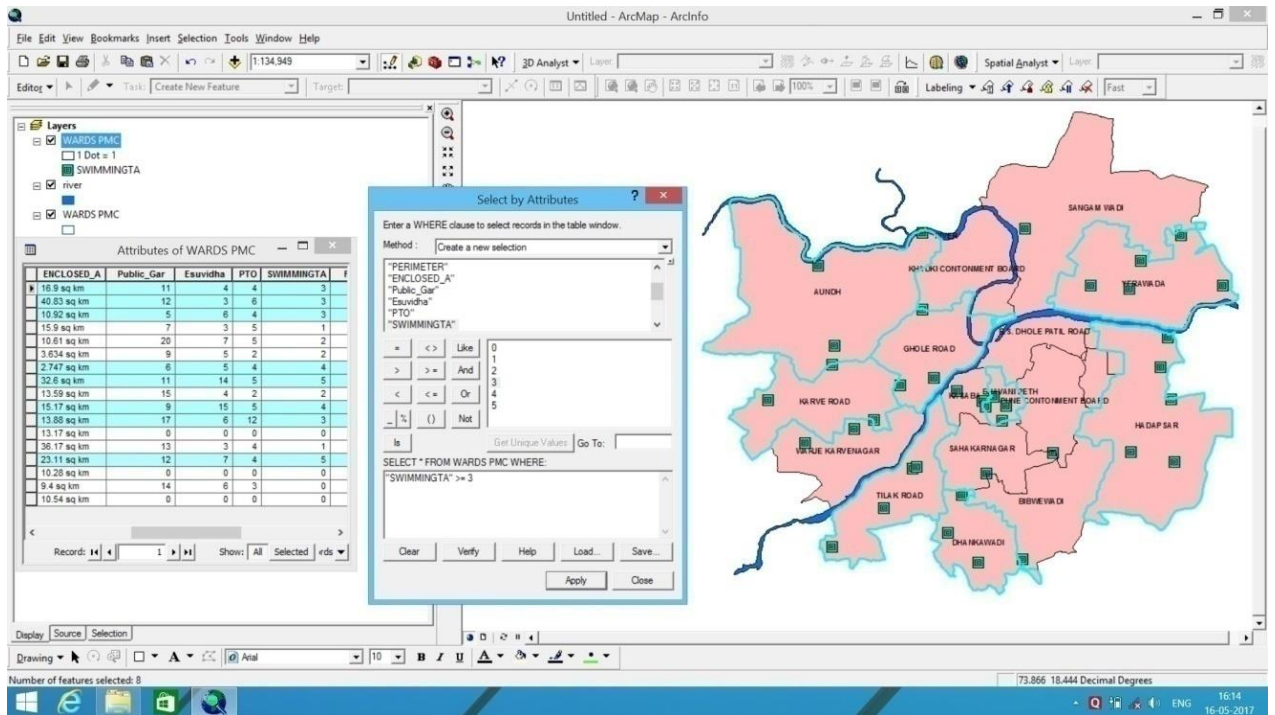 Untitled - ArcMap - ArcInfo
File Edit View Bookmarks Insert Selection Tools Window Help
1:134,949 3D Analyst Layer: Spatial Analyst Layer:
Editor Task: Create New Feature Target: 100% Labeling Fast
Layers
WARDS PMC
1 Dot = 1
SWIMMINGTA
river
WARDS PMC
Attributes of WARDS PMC
ENCLOSED_A Public_Gar Esuvidha PTO SWIMMINGTA
16.9 sq km 11 4 4 3
40.83 sq km 12 3 6 3
10.92 sq km 5 6 4 3
15.9 sq km 7 3 5 1
10.61 sq km 20 7 5 2
3.634 sq km 9 5 2 2
2.747 sq km 6 5 4 4
32.6 sq km 11 14 5 5
13.59 sq km 15 4 2 2
15.17 sq km 9 15 5 4
13.88 sq km 17 6 12 3
13.17 sq km 0 0 0 0
36.17 sq km 13 3 4 1
23.11 sq km 12 7 4 5
10.28 sq km 0 0 0 0
9.4 sq km 14 6 3 0
10.54 sq km 0 0 0 0
Record: 1 Show: All Selected rds
Select by Attributes
Enter a WHERE clause to select records in the table window.
Method : Create a new selection
"PERIMETER"
"ENCLOSED_A"
"Public_Gar"
"Esuvidha"
"PTO"
"SWIMMINGTA"
= <> Like
> >= And
< <= Or
_ % () Not
Is
0
1
2
3
4
5
Get Unique Values Go To:
SELECT * FROM WARDS PMC WHERE:
"SWIMMINGTA" >= 3
Clear Verify Help Load... Save...
Apply Close
SANGAM WADI
KHADKI CONTONMENT BOARD
AUNDH
YERAWADA
DHOLE PATIL ROAD
GHOLE ROAD
KARVE ROAD
CONTONMENT BOARD
HADAPSAR
WARJE KARVENAGAR
SAHAKARNAGAR
TILAK ROAD
BIBWEWADI
DHANKAWADI
Display Source Selection
Drawing A Arial 10 B I U A
Number of features selected: 8
73.866 18.444 Decimal Degrees
ENG
16:14
16-05-2017